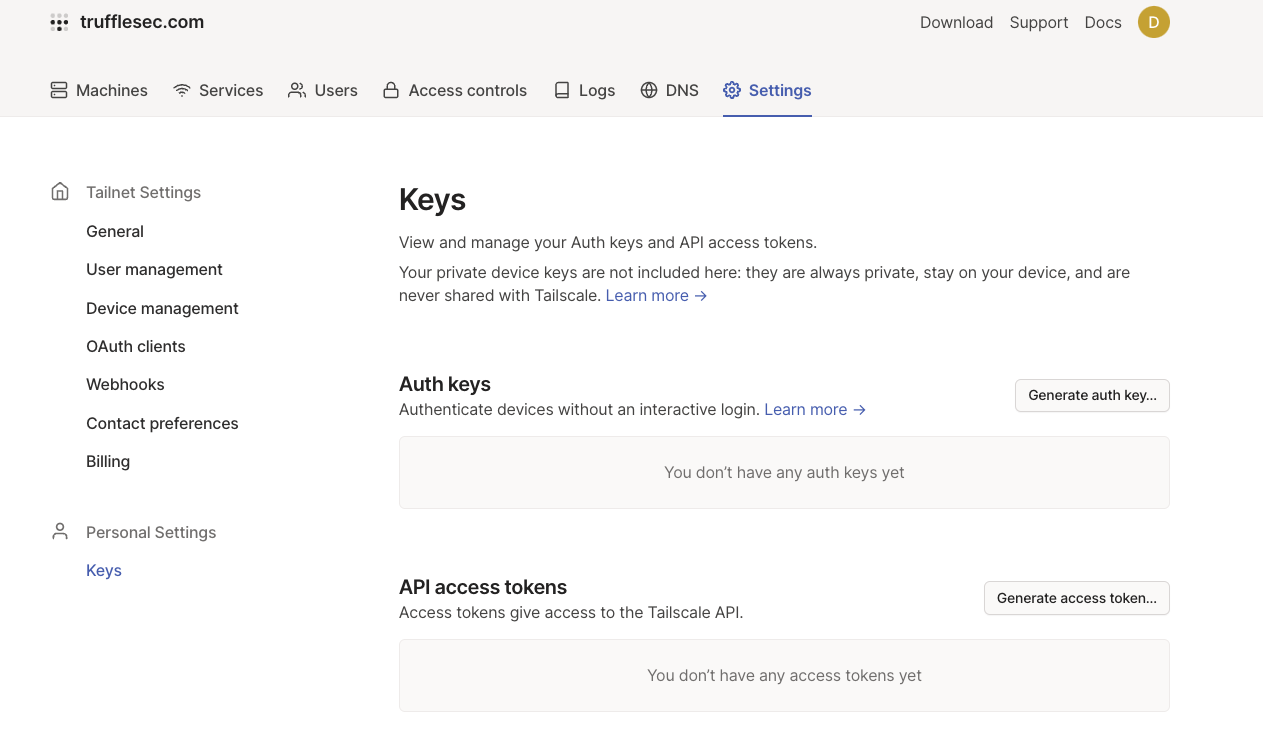 trufflesec.com
Download Support Docs D
Machines Services Users Access controls Logs DNS Settings
Tailnet Settings
General
User management
Device management
OAuth clients
Webhooks
Contact preferences
Billing
Personal Settings
Keys
Keys
View and manage your Auth keys and API access tokens.
Your private device keys are not included here: they are always private, stay on your device, and are
never shared with Tailscale. Learn more →
Auth keys
Authenticate devices without an interactive login. Learn more →
Generate auth key...
You don’t have any auth keys yet
API access tokens
Access tokens give access to the Tailscale API.
Generate access token...
You don’t have any access tokens yet